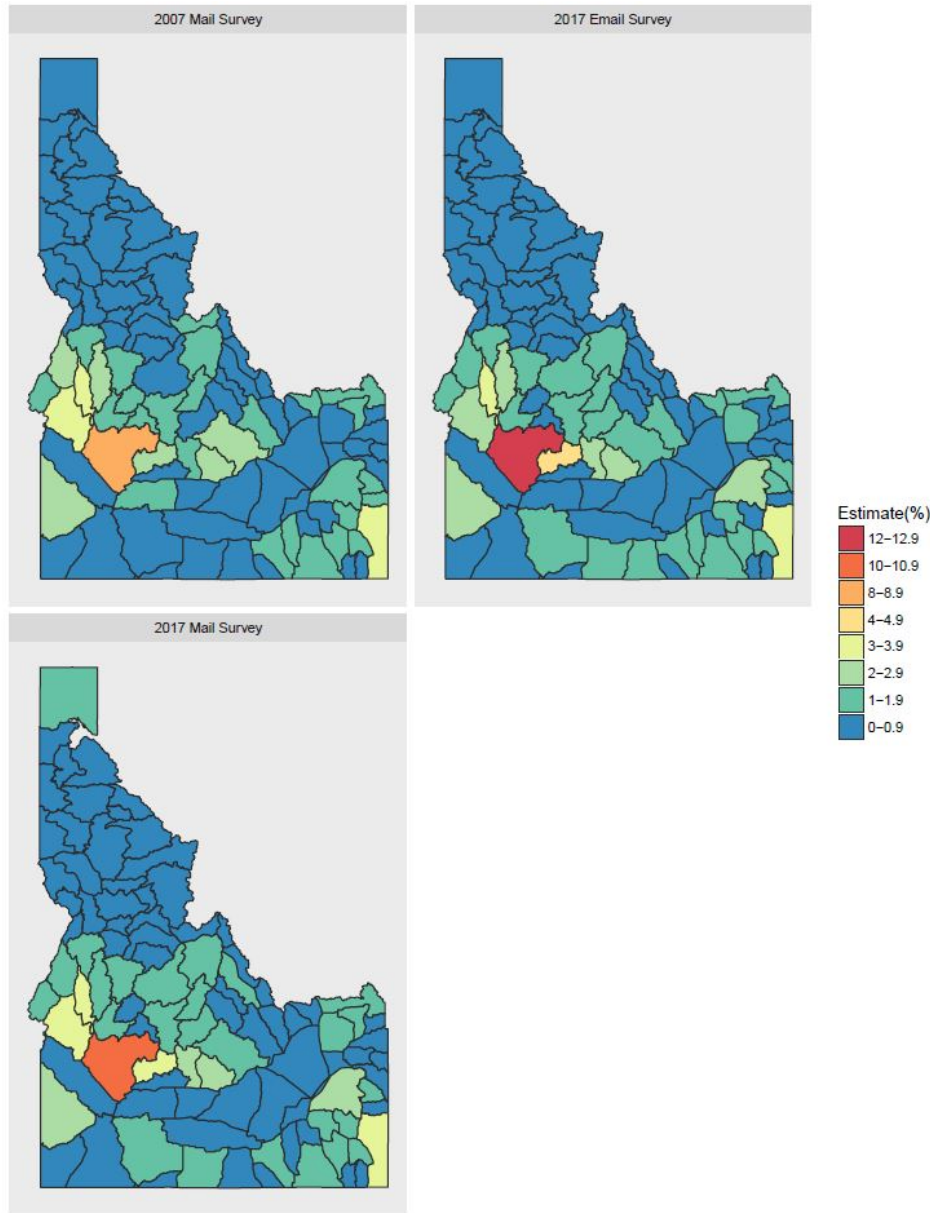 2007 Mail Survey
2017 Email Survey
2017 Mail Survey
Estimate(%)
12−12.9
10−10.9
8−8.9
4−4.9
3−3.9
2−2.9
1−1.9
0−0.9